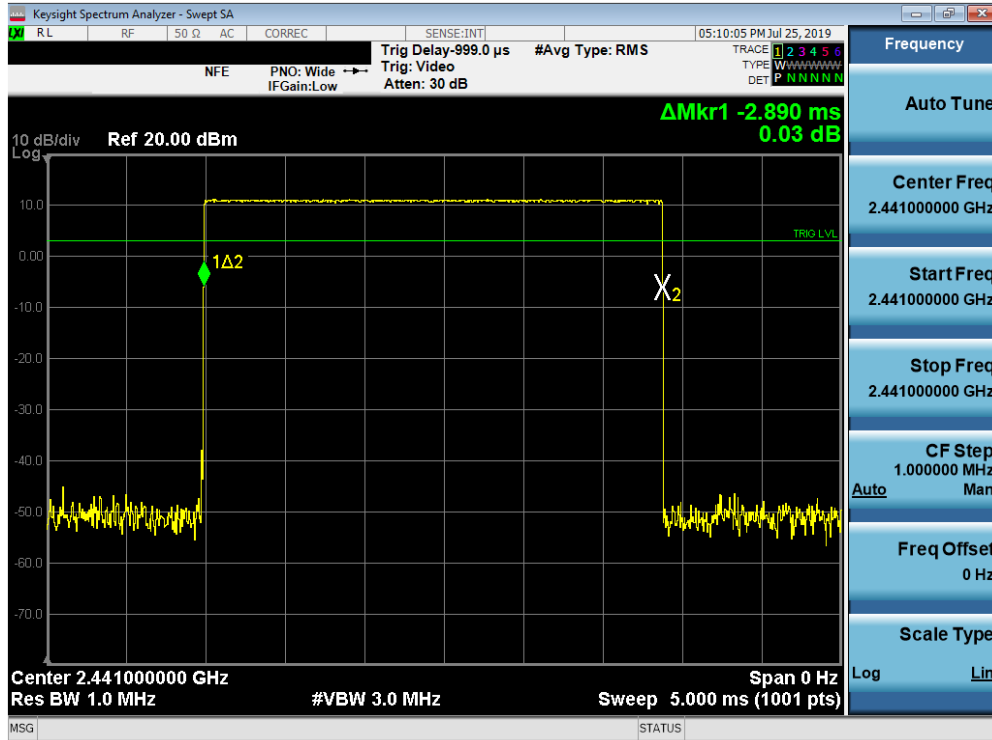 Keysight Spectrum Analyzer - Swept SA
LXI RL RF 50 Ω AC CORREC SENSE:INT 05:10:05 PM Jul 25, 2019
Trig Delay-999.0 µs #Avg Type: RMS TRACE 1 2 3 4 5 6
NFE PNO: Wide Trig: Video TYPE WWWWWW
IFGain:Low Atten: 30 dB DET P N N N N N
ΔMkr1 -2.890 ms
0.03 dB
10 dB/div Ref 20.00 dBm
Log
10.0
TRIG LVL
0.00
1Δ2
-10.0
2
-20.0
-30.0
-40.0
-50.0
-60.0
-70.0
Center 2.441000000 GHz Span 0 Hz
Res BW 1.0 MHz #VBW 3.0 MHz Sweep 5.000 ms (1001 pts)
MSG STATUS
Frequency
Auto Tune
Center Freq
2.441000000 GHz
Start Freq
2.441000000 GHz
Stop Freq
2.441000000 GHz
CF Step
1.000000 MHz
Auto Man
Freq Offset
0 Hz
Scale Type
Log Lin